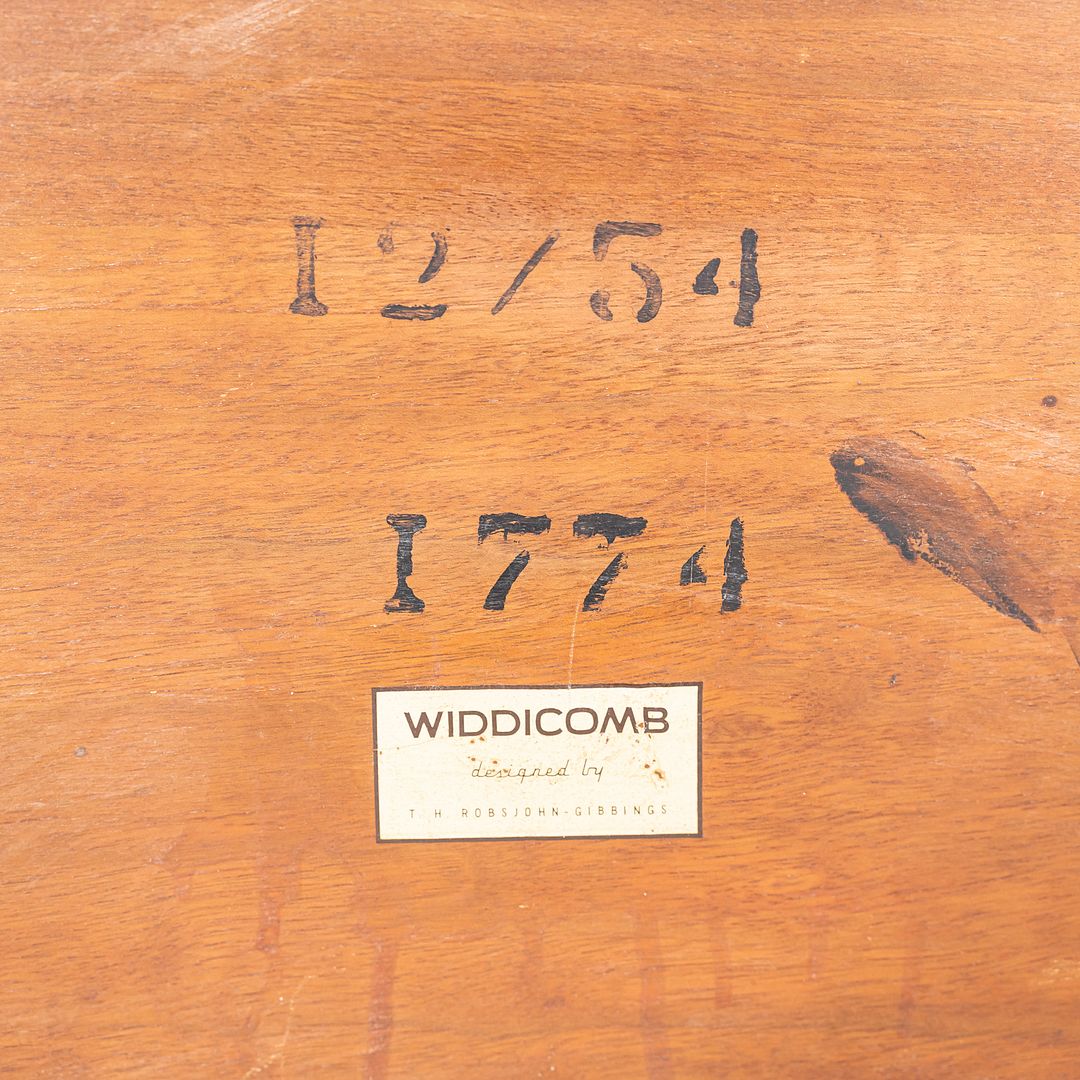 12/54
1774
WIDDICOMB
designed by
T. H. ROBSJOHN-GIBBINGS